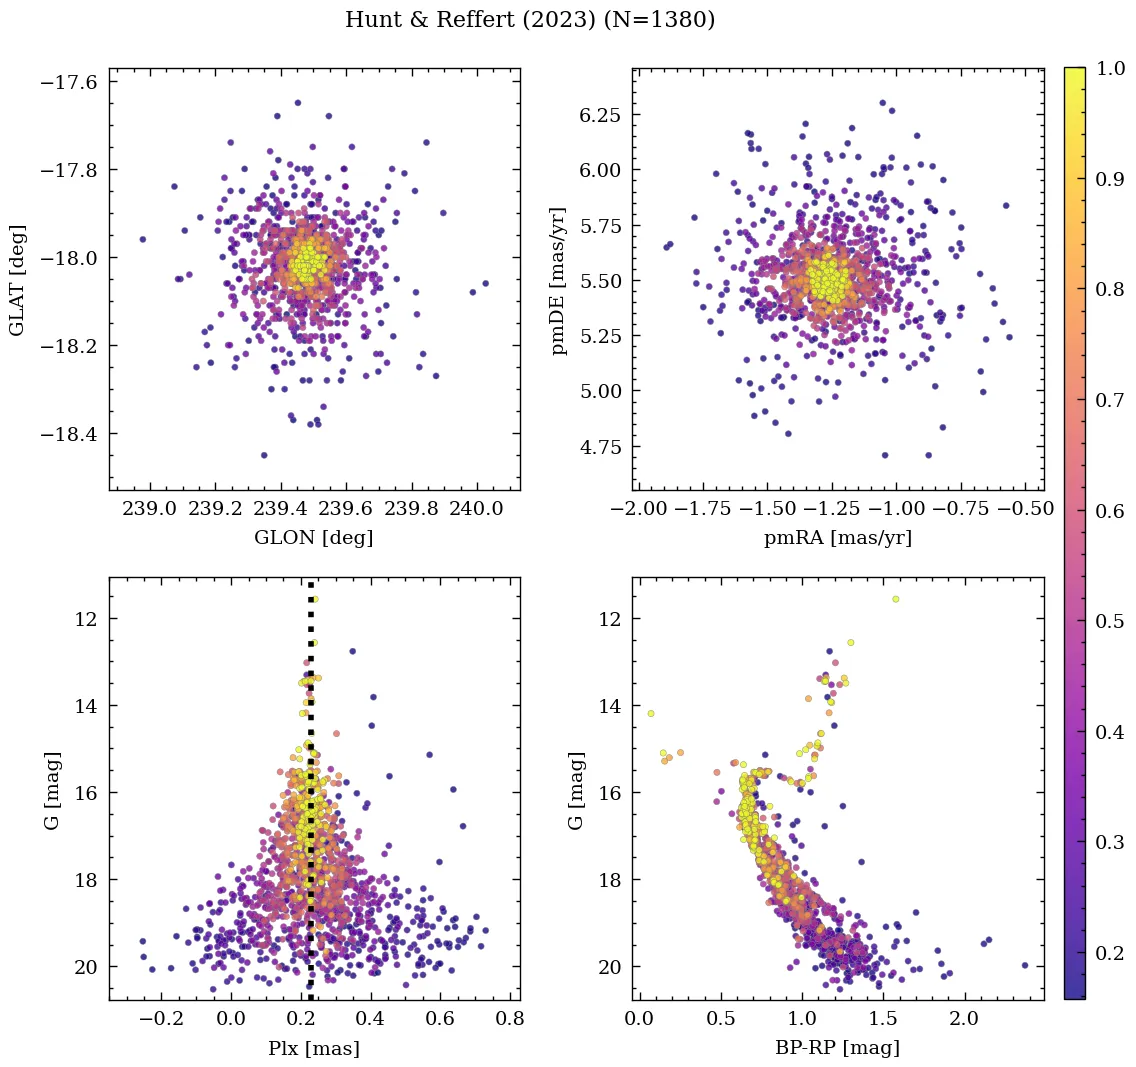 Hunt & Reffert (2023) (N=1380)
−17.6
−17.8
−18.0
−18.2
−18.4
GLAT [deg]
239.0 239.2 239.4 239.6 239.8 240.0
GLON [deg]
6.25
6.00
5.75
5.50
5.25
5.00
4.75
pmDE [mas/yr]
−2.00 −1.75 −1.50 −1.25 −1.00 −0.75 −0.50
pmRA [mas/yr]
1.0
0.9
0.8
0.7
0.6
0.5
0.4
0.3
0.2
12
14
16
18
20
G [mag]
−0.2 0.0 0.2 0.4 0.6 0.8
Plx [mas]
12
14
16
18
20
G [mag]
0.0 0.5 1.0 1.5 2.0
BP-RP [mag]